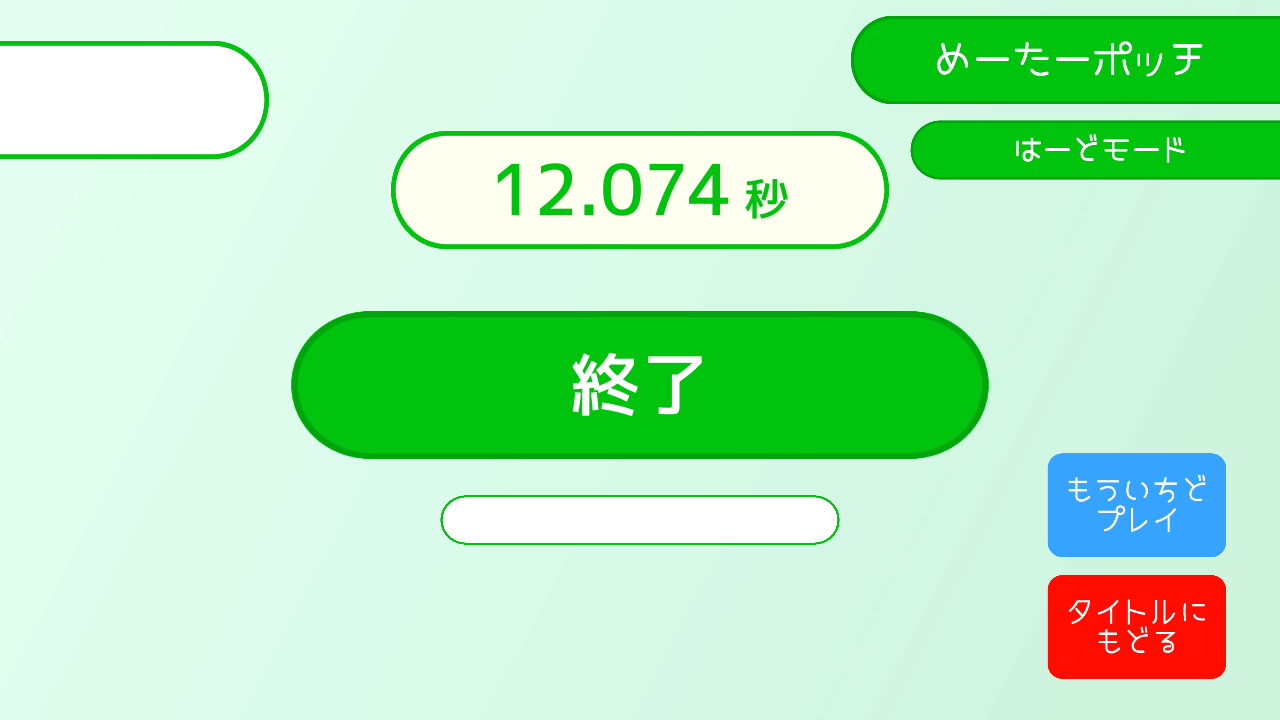 めーたーポッチ
はーどモード
12.074 秒
終了
もういちど
プレイ
タイトルに
もどる